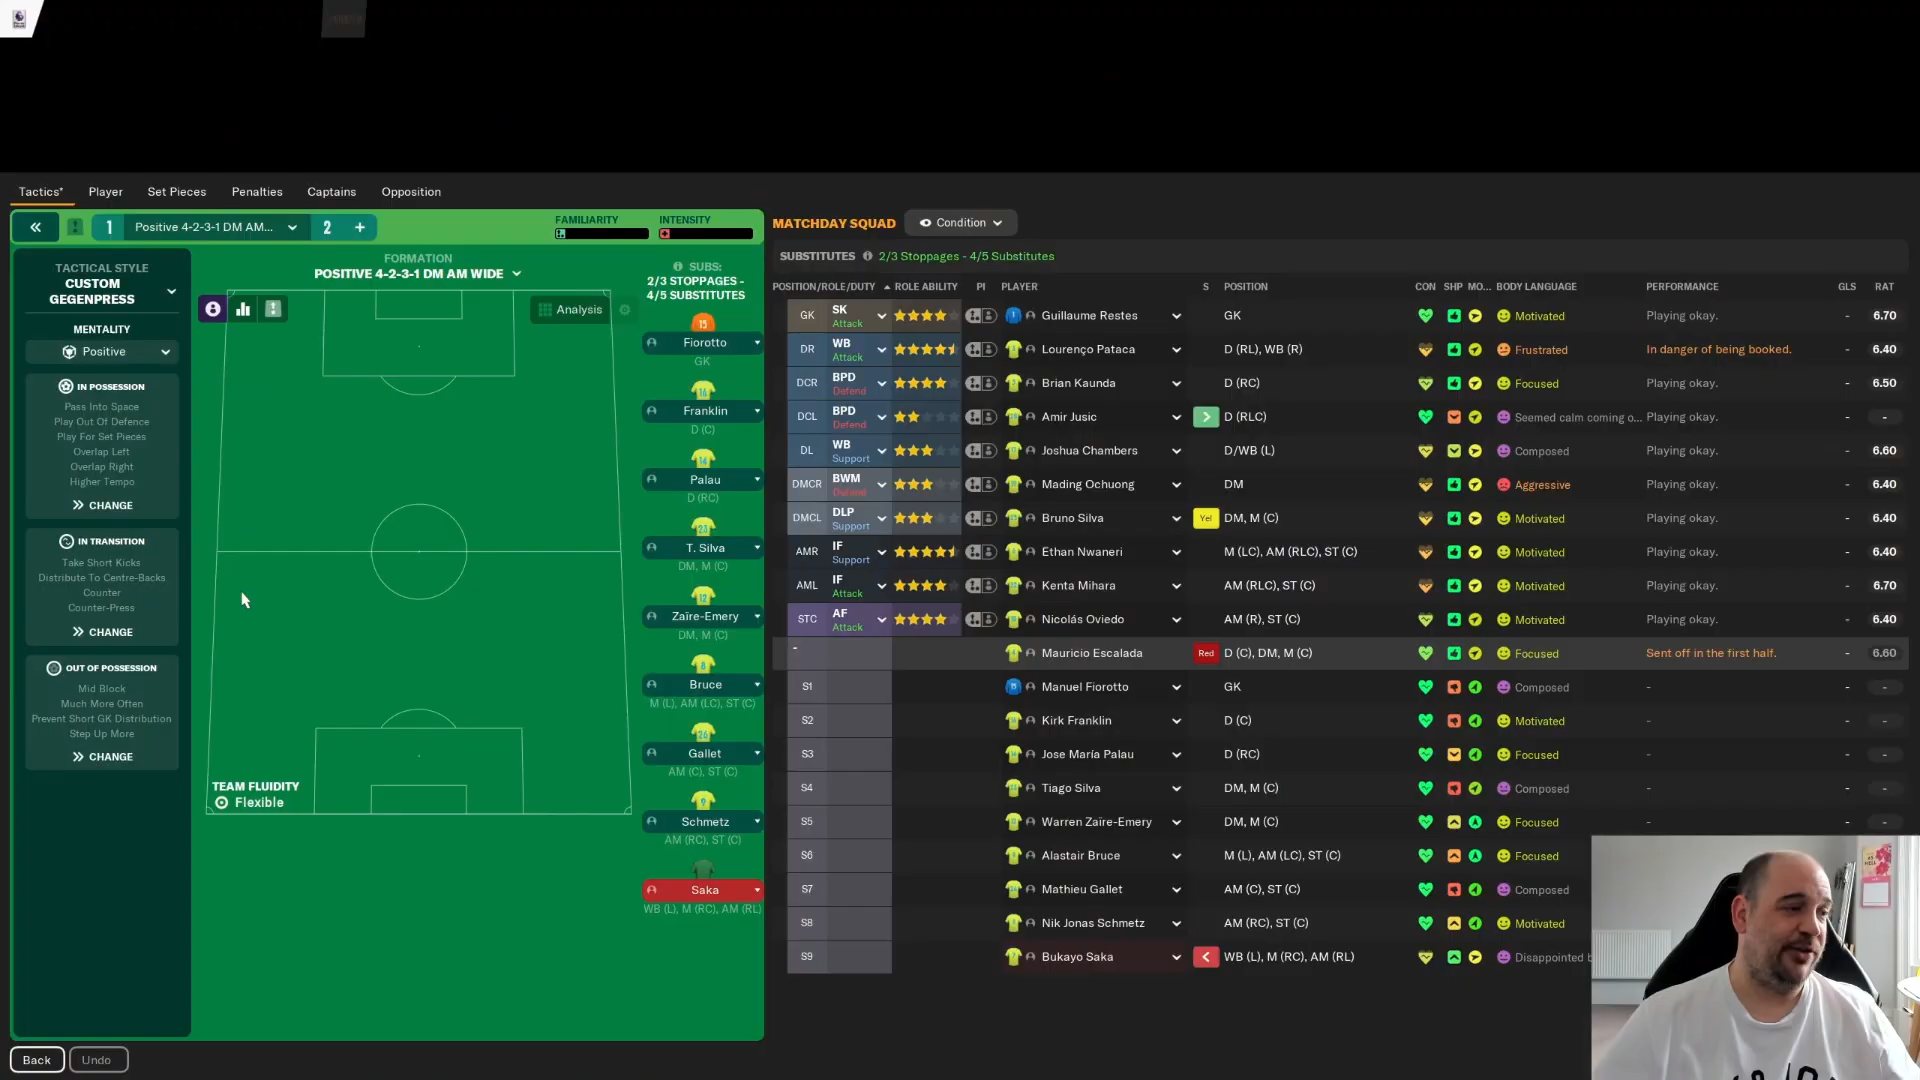 Tactics* Player Set Pieces Penalties Captains Opposition
1 Positive 4-2-3-1 DM AM... 2 +
FAMILIARITY INTENSITY
TACTICAL STYLE
CUSTOM
GEGENPRESS
MENTALITY
Positive
IN POSSESSION
Pass Into Space
Play Out Of Defence
Play For Set Pieces
Overlap Left
Overlap Right
Higher Tempo
CHANGE
IN TRANSITION
Take Short Kicks
Distribute To Centre-Backs
Counter
Counter-Press
CHANGE
OUT OF POSSESSION
Mid Block
Much More Often
Prevent Short GK Distribution
Step Up More
CHANGE
FORMATION
POSITIVE 4-2-3-1 DM AM WIDE
Analysis
TEAM FLUIDITY
Flexible
SUBS:
2/3 STOPPAGES -
4/5 SUBSTITUTES
15
Fiorotto
GK
16
Franklin
D (C)
14
Palau
D (RC)
23
T. Silva
DM, M (C)
12
Zaïre-Emery
DM, M (C)
8
Bruce
M (L), AM (LC), ST (C)
26
Gallet
AM (C), ST (C)
9
Schmetz
AM (RC), ST (C)
Saka
WB (L), M (RC), AM (RL)
MATCHDAY SQUAD Condition
SUBSTITUTES 2/3 Stoppages - 4/5 Substitutes
POSITION/ROLE/DUTY ROLE ABILITY PI PLAYER S POSITION CON SHP MO... BODY LANGUAGE PERFORMANCE GLS RAT
GK SK Attack Guillaume Restes GK Motivated Playing okay. - 6.70
DR WB Attack Lourenço Pataca D (RL), WB (R) Frustrated In danger of being booked. - 6.40
DCR BPD Defend Brian Kaunda D (RC) Focused Playing okay. - 6.50
DCL BPD Defend Amir Jusic D (RLC) Seemed calm coming o... Playing okay. - -
DL WB Support Joshua Chambers D/WB (L) Composed Playing okay. - 6.60
DMCR BWM Defend Mading Ochuong DM Aggressive Playing okay. - 6.40
DMCL DLP Support Bruno Silva Yel DM, M (C) Motivated Playing okay. - 6.40
AMR IF Support Ethan Nwaneri M (LC), AM (RLC), ST (C) Motivated Playing okay. - 6.40
AML IF Attack Kenta Mihara AM (RLC), ST (C) Motivated Playing okay. - 6.70
STC AF Attack Nicolás Oviedo AM (R), ST (C) Motivated Playing okay. - 6.40
- Mauricio Escalada Red D (C), DM, M (C) Focused Sent off in the first half. - 6.60
S1 Manuel Fiorotto GK Composed - - -
S2 Kirk Franklin D (C) Motivated - - -
S3 Jose María Palau D (RC) Focused - - -
S4 Tiago Silva DM, M (C) Composed - - -
S5 Warren Zaïre-Emery DM, M (C) Focused - - -
S6 Alastair Bruce M (L), AM (LC), ST (C) Focused
S7 Mathieu Gallet AM (C), ST (C) Composed
S8 Nik Jonas Schmetz AM (RC), ST (C) Motivated
S9 Bukayo Saka WB (L), M (RC), AM (RL) Disappointed
Back Undo